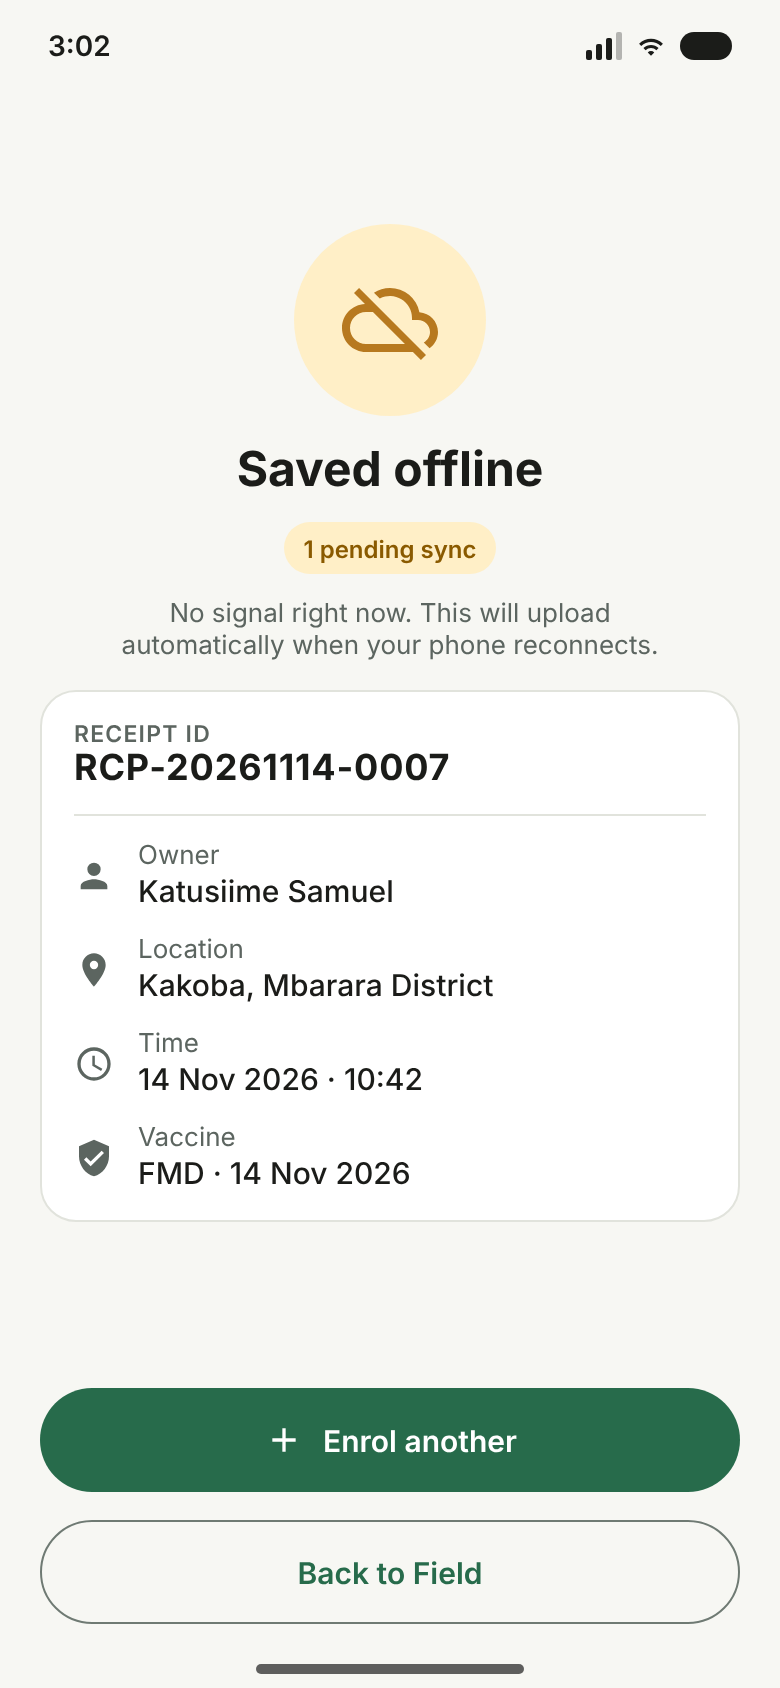 3:02
Saved offline
1 pending sync
No signal right now. This will upload
automatically when your phone reconnects.
RECEIPT ID
RCP-20261114-0007
Owner
Katusiime Samuel
Location
Kakoba, Mbarara District
Time
14 Nov 2026 · 10:42
Vaccine
FMD · 14 Nov 2026
Enrol another
Back to Field